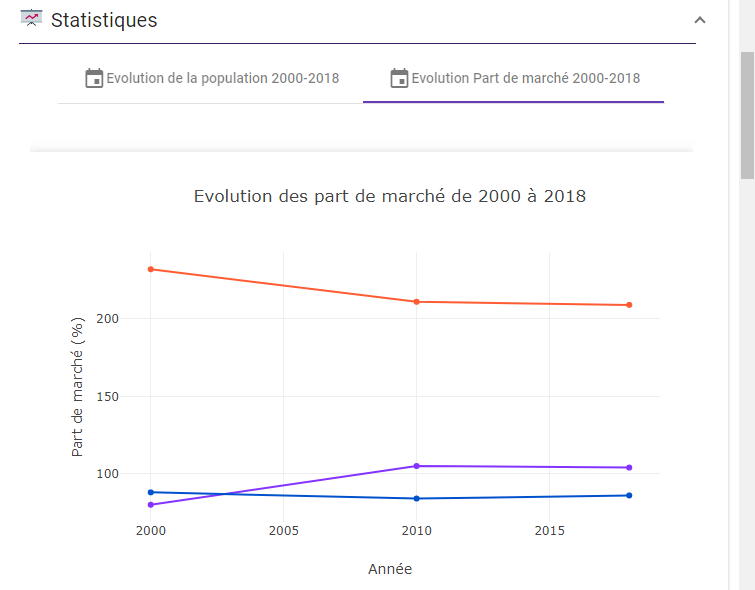 Statistiques
Evolution de la population 2000-2018
Evolution Part de marché 2000-2018
Evolution des part de marché de 2000 à 2018
Part de marché (%)
200
150
100
2000 2005 2010 2015
Année